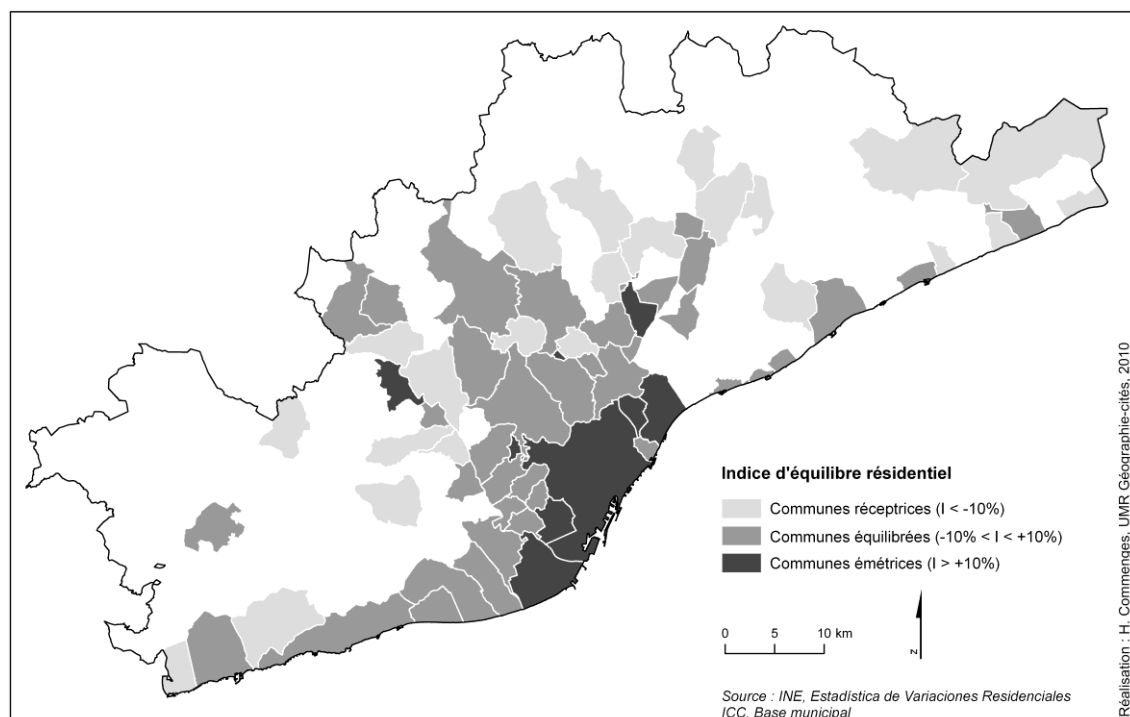 Indice d'équilibre résidentiel
Communes réceptrices (I < -10%)
Communes équilibrées (-10% < I < +10%)
Communes émétrices (I > +10%)
0 5 10 km
N
Source : INE, Estadística de Variaciones Residenciales
ICC, Base municipal
Réalisation : H. Commenges, UMR Géographie-cités, 2010